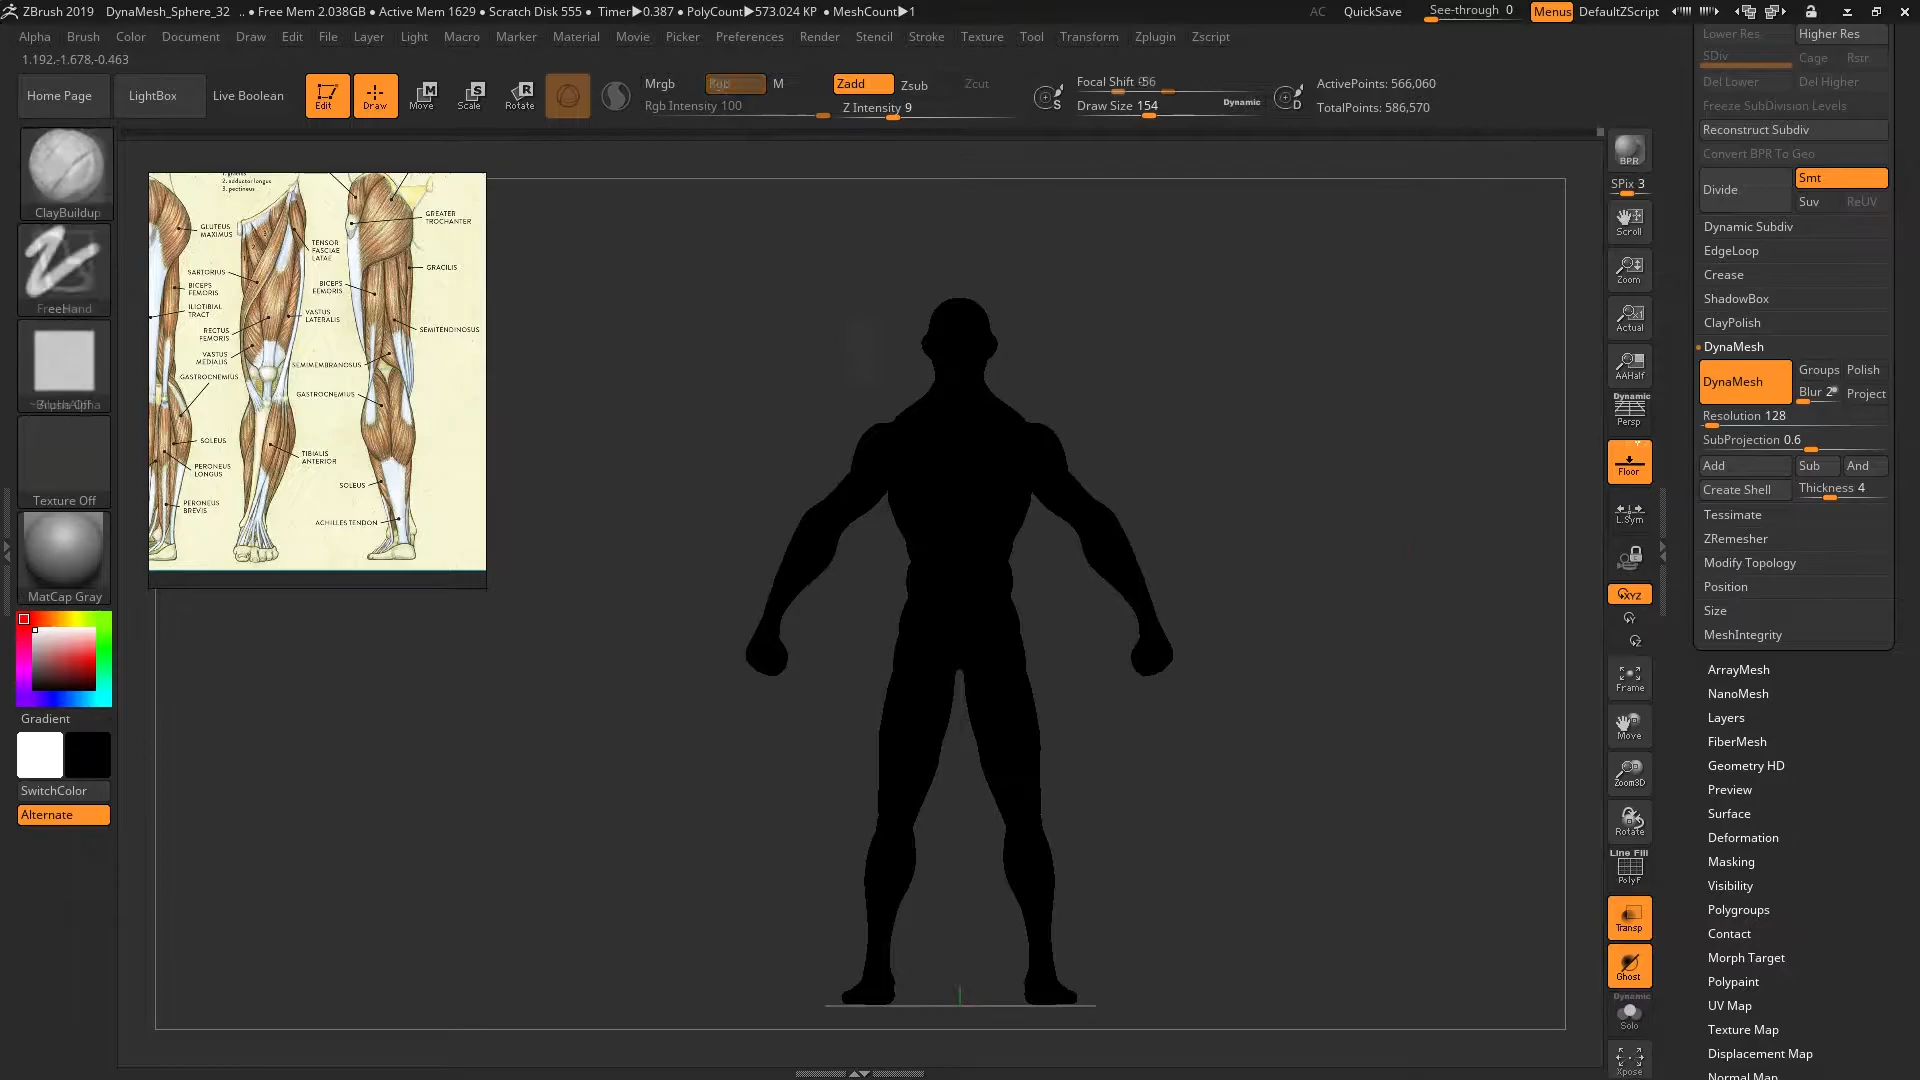 ZBrush 2019 DynaMesh_Sphere_32 .. ● Free Mem 2.038GB ● Active Mem 1629 ● Scratch Disk 555 ● Timer▶0.387 ● PolyCount▶573.024 KP ● MeshCount▶1 AC QuickSave See-through 0 Menus DefaultZScript
Alpha Brush Color Document Draw Edit File Layer Light Macro Marker Material Movie Picker Preferences Render Stencil Stroke Texture Tool Transform Zplugin Zscript
1.192,-1.678,-0.463
Home Page LightBox Live Boolean
Edit Draw Move Scale Rotate
M S R
Mrgb Rgb M
Rgb Intensity 100
Zadd Zsub Zcut
Z Intensity 9
S
Focal Shift -56
Draw Size 154 Dynamic
D
ActivePoints: 566,060
TotalPoints: 586,570
ClayBuildup
FreeHand
Texture Off
MatCap Gray
Gradient
SwitchColor
Alternate
2. adductor longus
3. pectineus
GREATER
TROCHANTER
GLUTEUS
MAXIMUS
TENSOR
FASCIAE
LATAE
GRACILIS
SARTORIUS
BICEPS
FEMORIS
BICEPS
FEMORIS
ILIOTIBIAL
TRACT
VASTUS
LATERALIS
RECTUS
FEMORIS
SEMITENDINOSUS
VASTUS
MEDIALIS
SEMIMEMBRANOSUS
GASTROCNEMIUS
GASTROCNEMIUS
SOLEUS
TIBIALIS
ANTERIOR
PERONEUS
LONGUS
SOLEUS
PERONEUS
BREVIS
ACHILLES TENDON
BPR
SPix 3
Scroll
Zoom
Actual
AAHalf
Dynamic
Persp
Floor
L.Sym
XYZ
Y
Z
Frame
Move
Zoom3D
Rotate
Line Fill
PolyF
Transp
Ghost
Dynamic
Solo
Xpose
Lower Res Higher Res
SDiv Cage Rstr
Del Lower Del Higher
Freeze SubDivision Levels
Reconstruct Subdiv
Convert BPR To Geo
Divide Smt
Suv ReUV
Dynamic Subdiv
EdgeLoop
Crease
ShadowBox
ClayPolish
DynaMesh
DynaMesh Groups Polish
Blur 2 Project
Resolution 128
SubProjection 0.6
Add Sub And
Create Shell Thickness 4
Tessimate
ZRemesher
Modify Topology
Position
Size
MeshIntegrity
ArrayMesh
NanoMesh
Layers
FiberMesh
Geometry HD
Preview
Surface
Deformation
Masking
Visibility
Polygroups
Contact
Morph Target
Polypaint
UV Map
Texture Map
Displacement Map
Normal Map